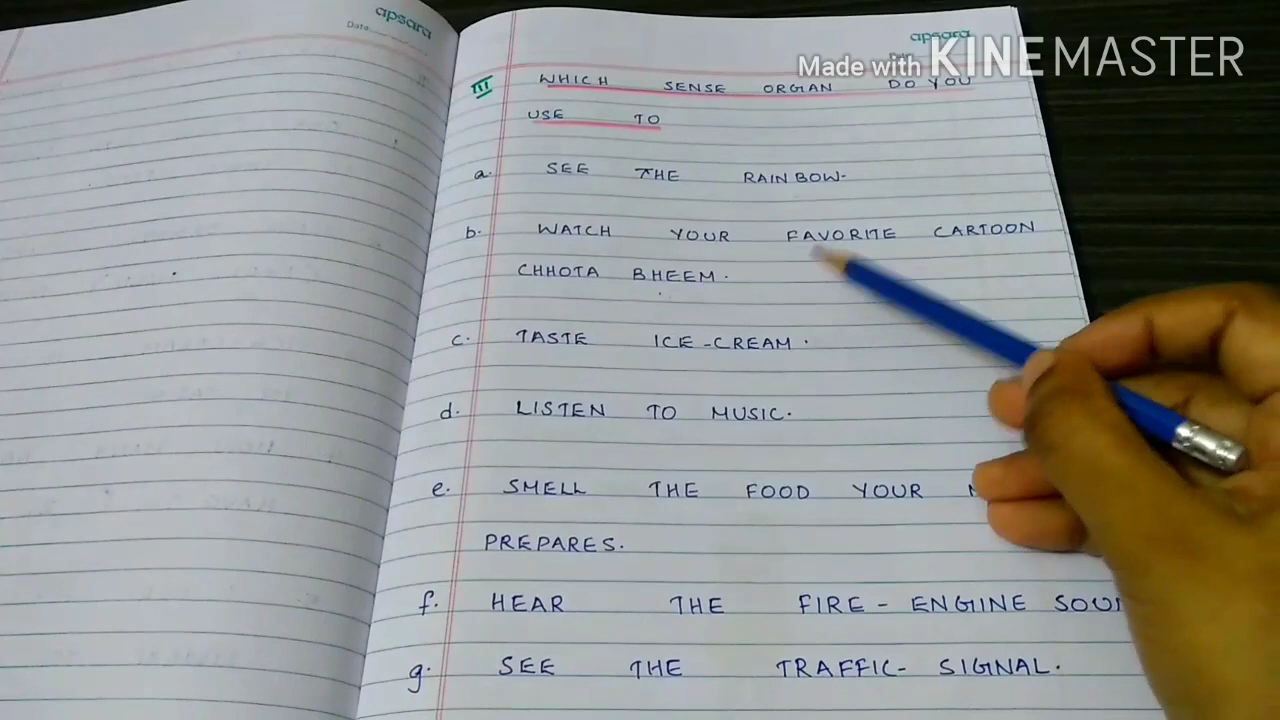 apsara
Date
apsara
Made with KINEMASTER
III WHICH SENSE ORGAN DO YOU
USE TO
a. SEE THE RAINBOW.
b. WATCH YOUR FAVORITE CARTOON
CHHOTA BHEEM.
c. TASTE ICE-CREAM.
d. LISTEN TO MUSIC.
e. SMELL THE FOOD YOUR
PREPARES.
f. HEAR THE FIRE-ENGINE
g. SEE THE TRAFFIC-SIGNAL.